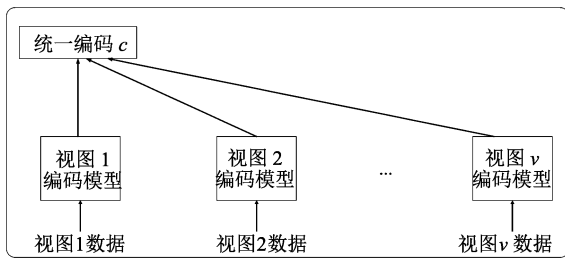 统一编码 c
视图 1
编码模型
视图 2
编码模型
...
视图 v
编码模型
视图1数据
视图2数据
视图v 数据